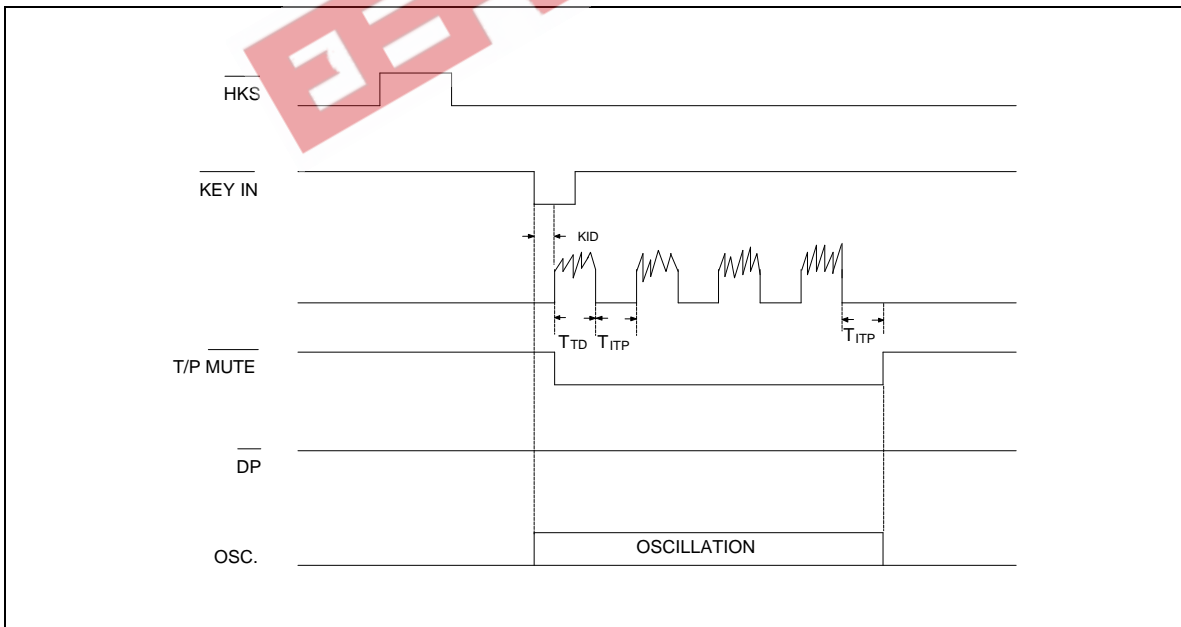 HKS
KEY IN
KID
TTD TITP TITP
T/P MUTE
DP
OSCILLATION
OSC.